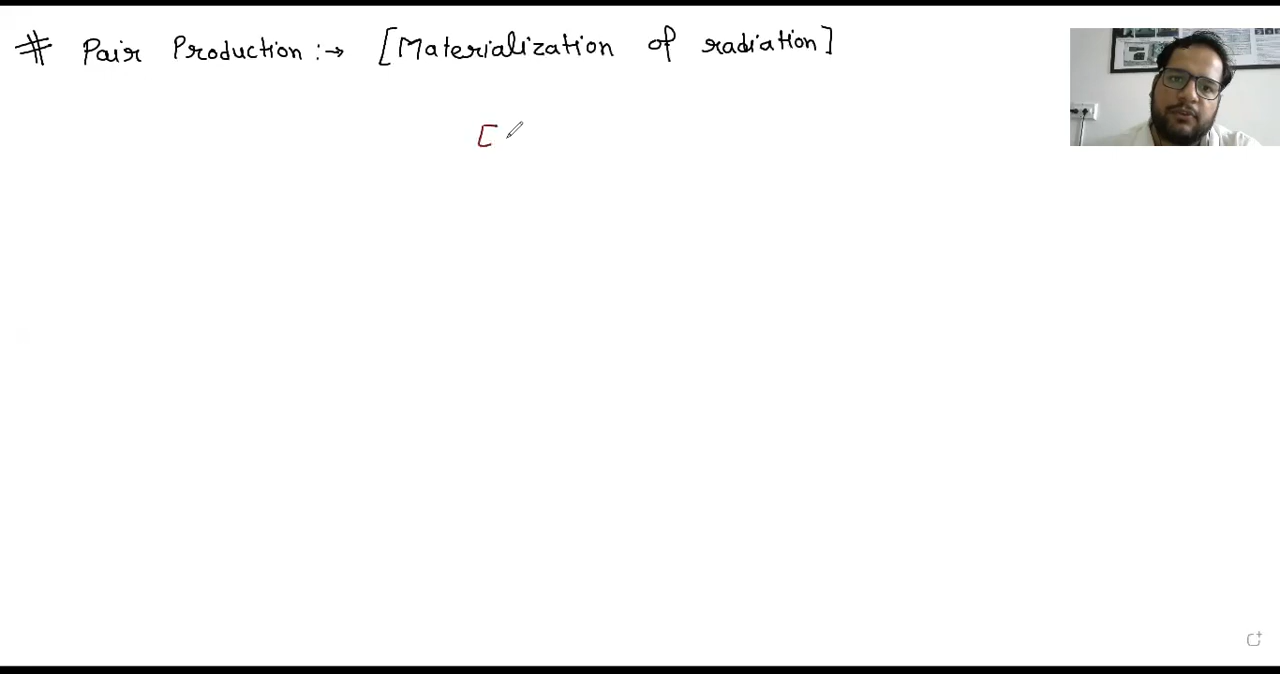 # Pair Production :→ [Materialization of radiation]
[